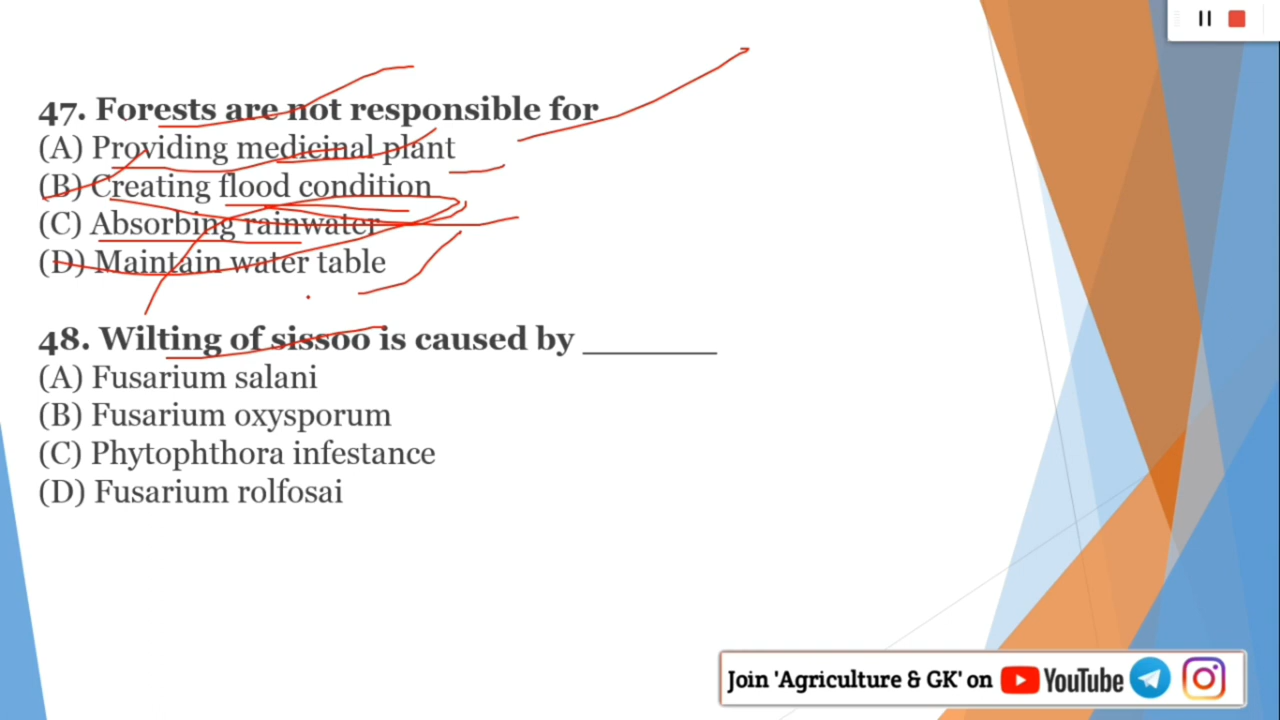 47. Forests are not responsible for
(A) Providing medicinal plant
(B) Creating flood condition
(C) Absorbing rainwater
(D) Maintain water table
48. Wilting of sissoo is caused by ________
(A) Fusarium salani
(B) Fusarium oxysporum
(C) Phytophthora infestance
(D) Fusarium rolfosai
Join 'Agriculture & GK' on YouTube